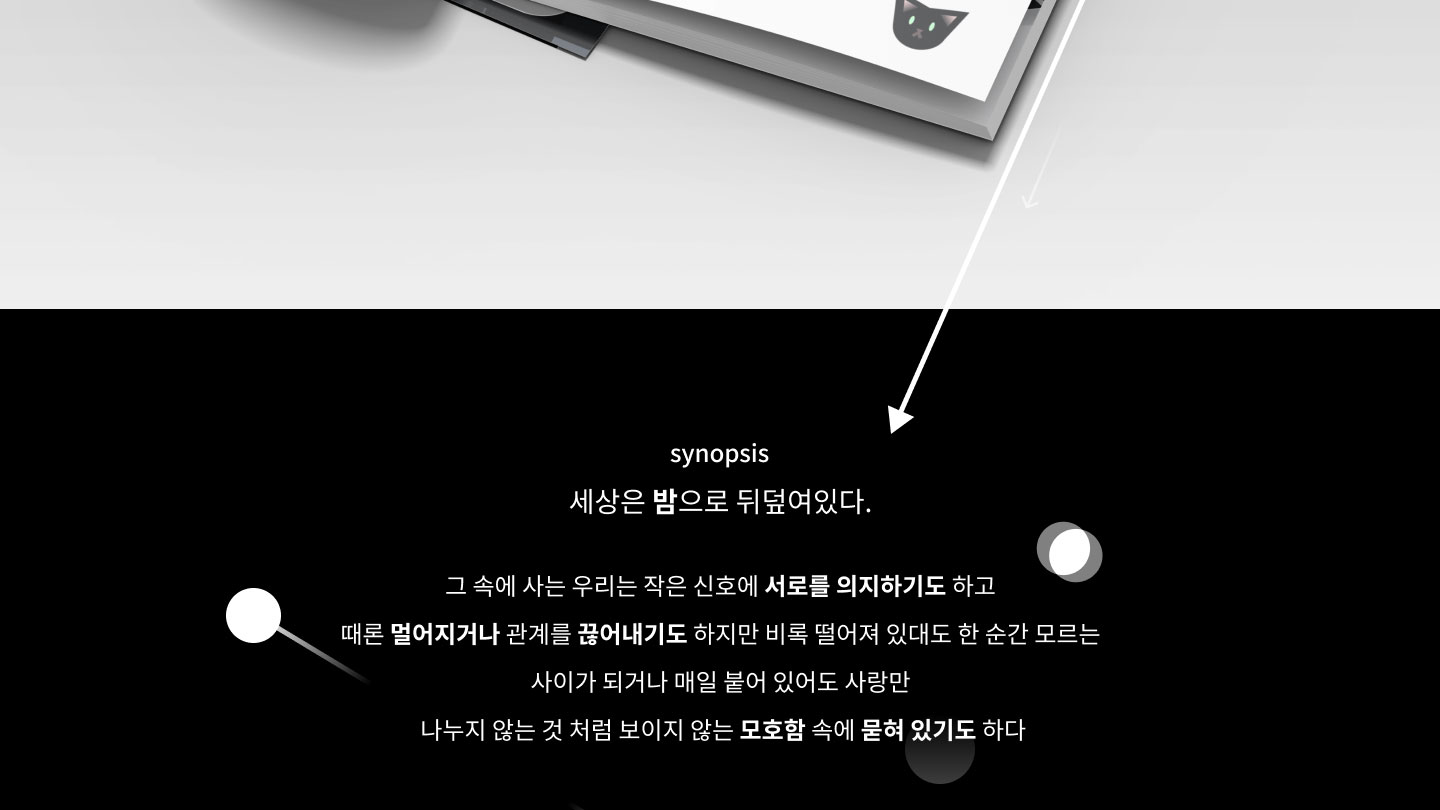 synopsis
세상은 밤으로 뒤덮여있다.
그 속에 사는 우리는 작은 신호에 서로를 의지하기도 하고
때론 멀어지거나 관계를 끊어내기도 하지만 비록 떨어져 있대도 한 순간 모르는
사이가 되거나 매일 붙어 있어도 사랑만
나누지 않는 것 처럼 보이지 않는 모호함 속에 묻혀 있기도 하다